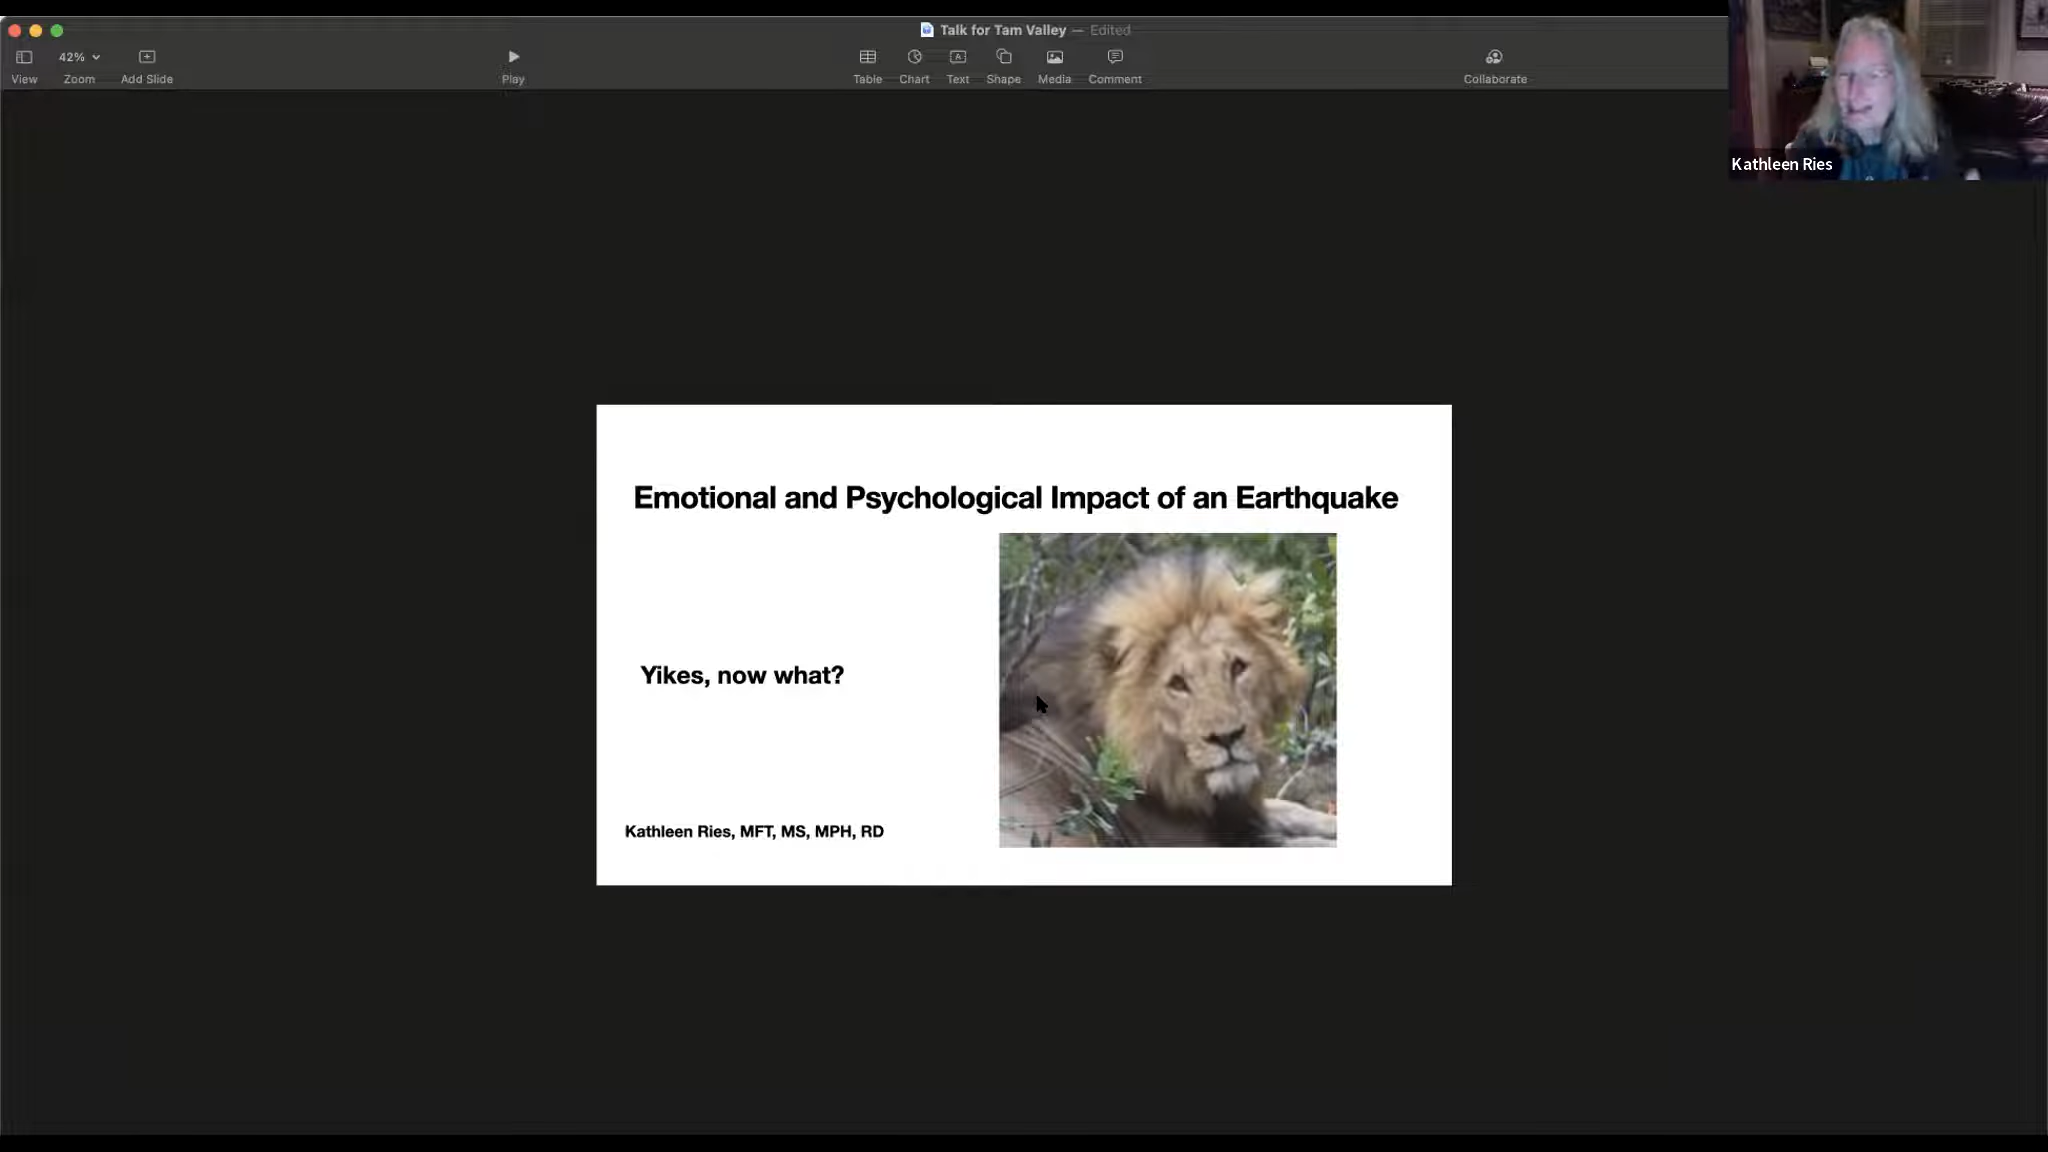 Talk for Tam Valley — Edited
42%
View
Zoom
Add Slide
Play
Table
Chart
Text
Shape
Media
Comment
Collaborate
Kathleen Ries
Emotional and Psychological Impact of an Earthquake
Yikes, now what?
Kathleen Ries, MFT, MS, MPH, RD